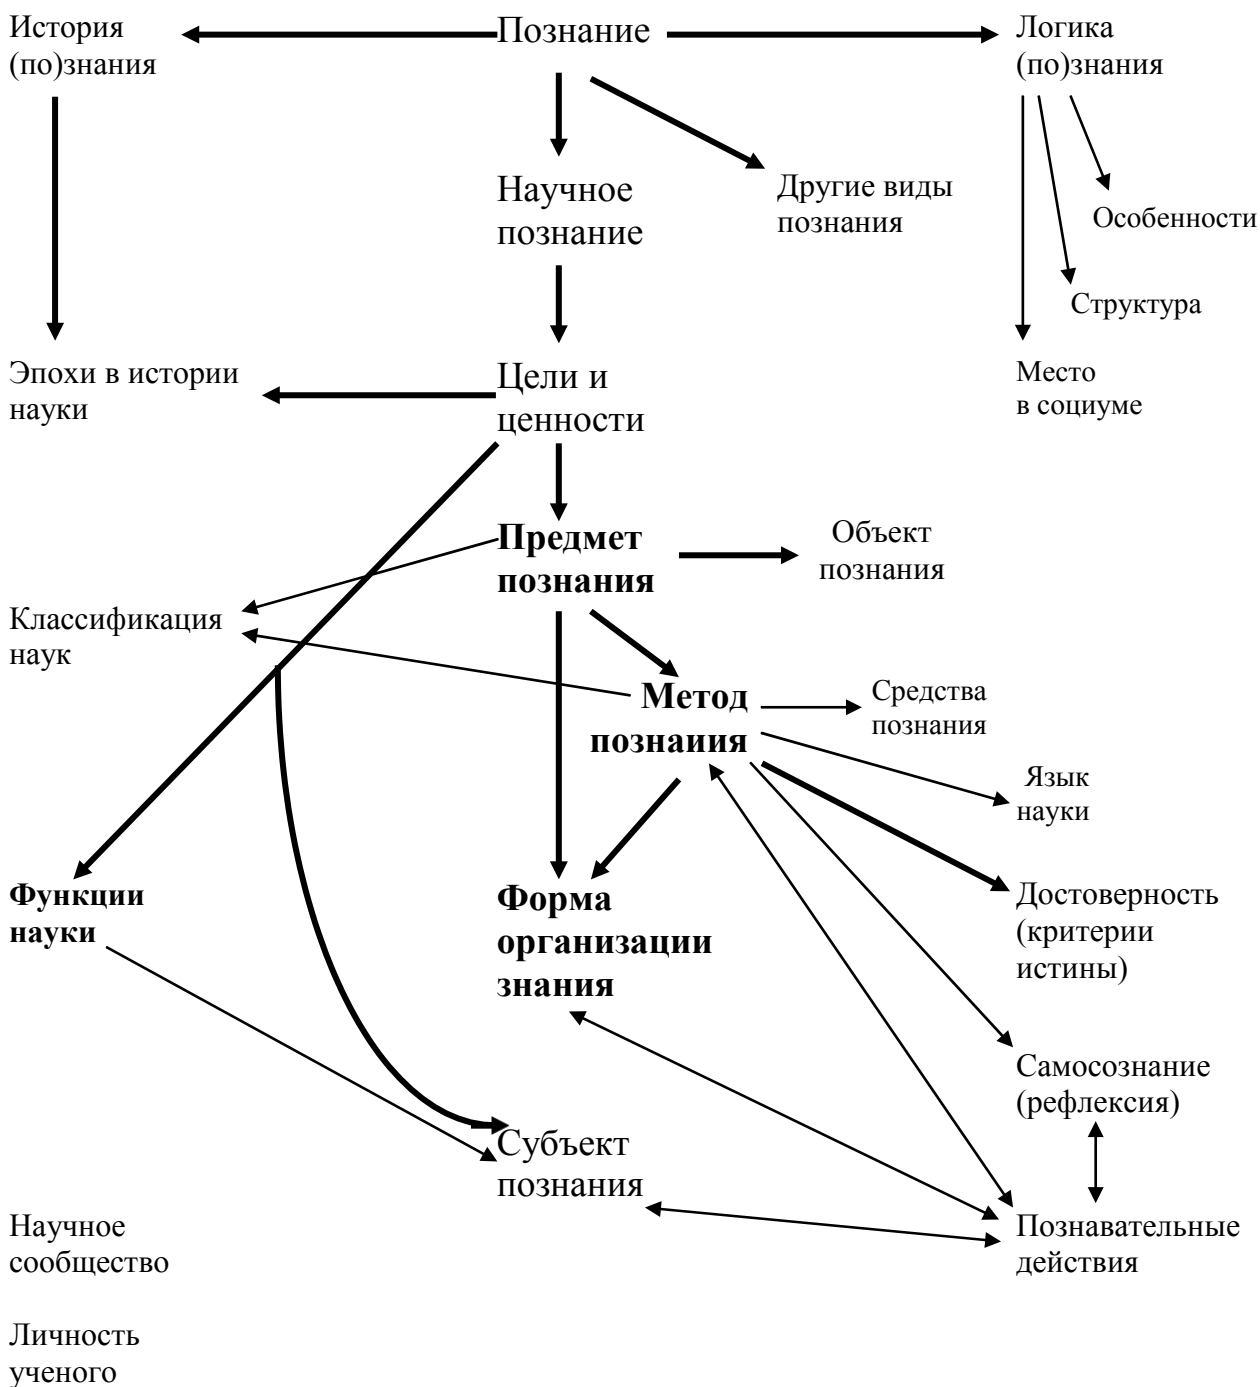 История
(по)знания
Познание
Логика
(по)знания
Научное
познание
Другие виды
познания
Особенности
Структура
Эпохи в истории
науки
Цели и
ценности
Место
в социуме
Предмет
познания
Объект
познания
Классификация
наук
Метод
познаиия
Средства
познания
Язык
науки
Функции
науки
Форма
организации
знания
Достоверность
(критерии
истины)
Самосознание
(рефлексия)
Субъект
познания
Научное
сообщество
Познавательные
действия
Личность
ученого